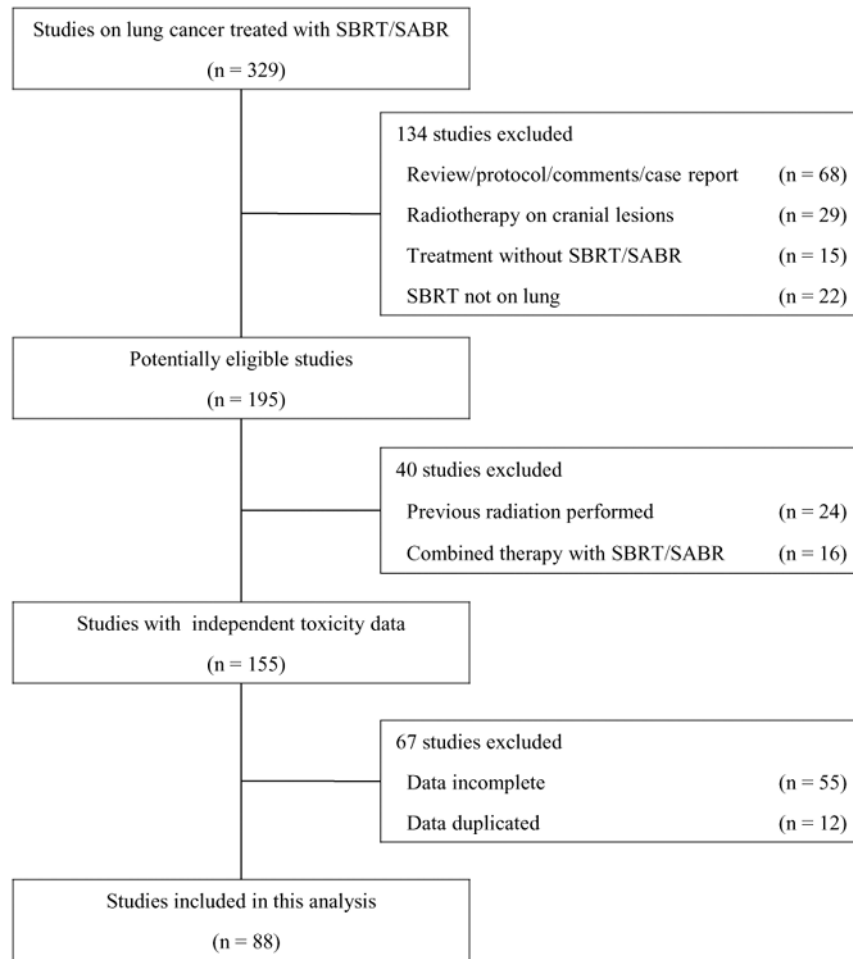 Studies on lung cancer treated with SBRT/SABR
(n = 329)
134 studies excluded
Review/protocol/comments/case report (n = 68)
Radiotherapy on cranial lesions (n = 29)
Treatment without SBRT/SABR (n = 15)
SBRT not on lung (n = 22)
Potentially eligible studies
(n = 195)
40 studies excluded
Previous radiation performed (n = 24)
Combined therapy with SBRT/SABR (n = 16)
Studies with independent toxicity data
(n = 155)
67 studies excluded
Data incomplete (n = 55)
Data duplicated (n = 12)
Studies included in this analysis
(n = 88)